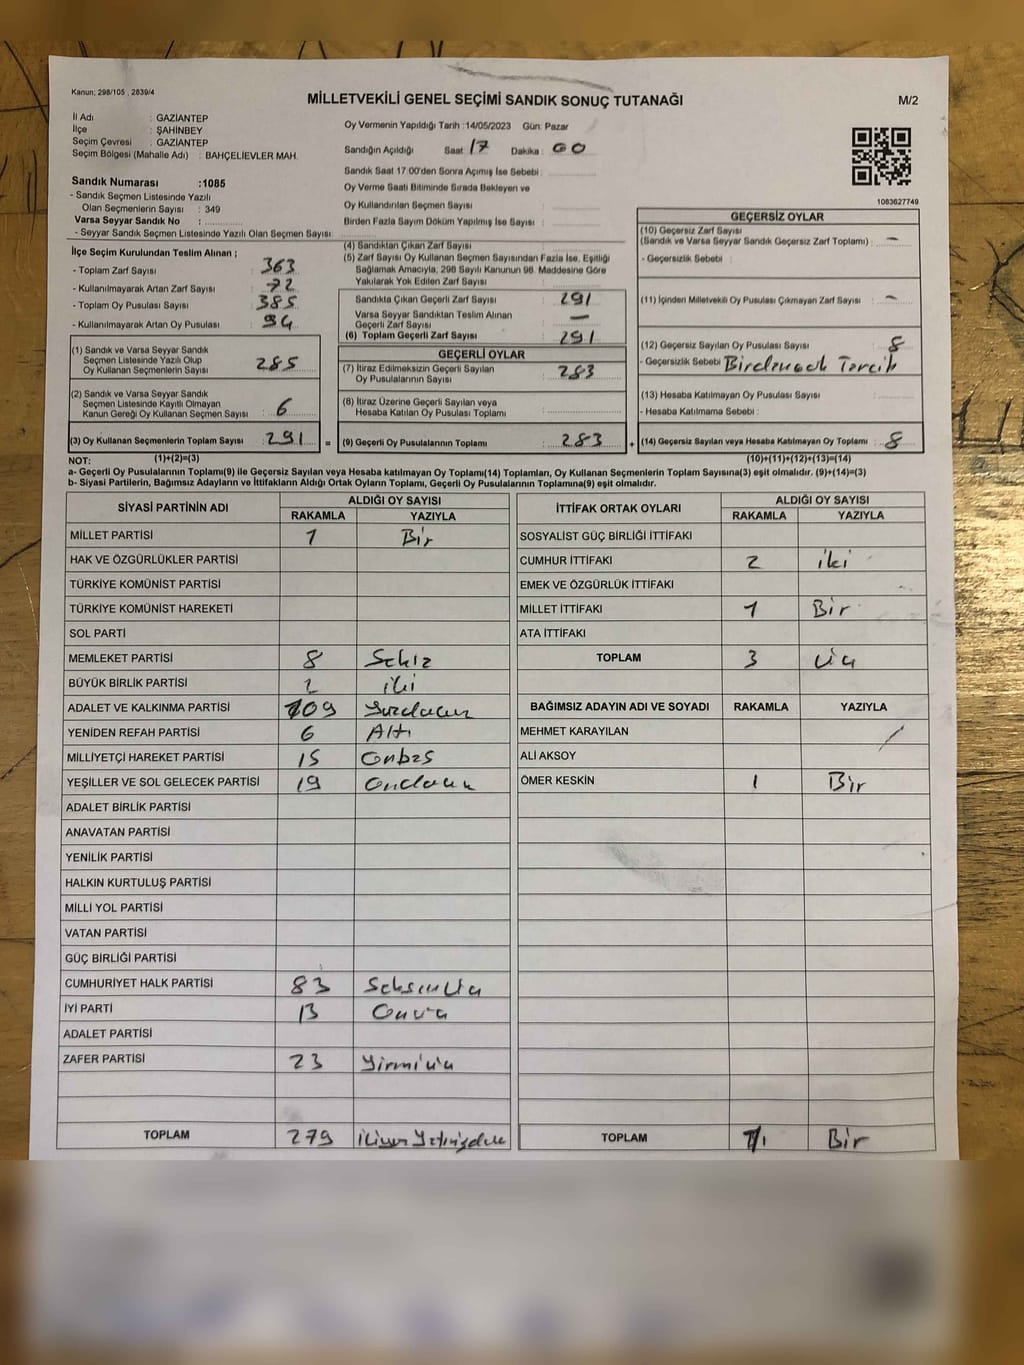 Kanun; 298/105 , 2839/4
MİLLETVEKİLİ GENEL SEÇİMİ SANDIK SONUÇ TUTANAĞI
M/2
İl Adı : GAZİANTEP
İlçe : ŞAHİNBEY
Seçim Çevresi : GAZİANTEP
Seçim Bölgesi (Mahalle Adı) : BAHÇELİEVLER MAH.
Sandık Numarası :1085
- Sandık Seçmen Listesinde Yazılı
Olan Seçmenlerin Sayısı : 349
Varsa Seyyar Sandık No :
- Seyyar Sandık Seçmen Listesinde Yazılı Olan Seçmen Sayısı:
Oy Vermenin Yapıldığı Tarih :14/05/2023 Gün: Pazar
Sandığın Açıldığı Saat : 17 Dakika : 00
Sandık Saat 17:00'den Sonra Açımış İse Sebebi :
Oy Verme Saati Bitiminde Sırada Bekleyen ve
Oy Kullandırılan Seçmen Sayısı :
Birden Fazla Sayım Döküm Yapılmış İse Sayısı :
1083627749
İlçe Seçim Kurulundan Teslim Alınan ;
- Toplam Zarf Sayısı : 363
- Kullanılmayarak Artan Zarf Sayısı : 72
- Toplam Oy Pusulası Sayısı : 385
- Kullanılmayarak Artan Oy Pusulası : 94
(1) Sandık ve Varsa Seyyar Sandık
Seçmen Listesinde Yazılı Olup
Oy Kullanan Seçmenlerin Sayısı : 285
(2) Sandık ve Varsa Seyyar Sandık
Seçmen Listesinde Kayıtlı Olmayan
Kanun Gereği Oy Kullanan Seçmen Sayısı : 6
(3) Oy Kullanan Seçmenlerin Toplam Sayısı : 291 =
(4) Sandıktan Çıkan Zarf Sayısı :
(5) Zarf Sayısı Oy Kullanan Seçmen Sayısından Fazla İse, Eşitliği
Sağlamak Amacıyla, 298 Sayılı Kanunun 98. Maddesine Göre
Yakılarak Yok Edilen Zarf Sayısı :
Sandıkta Çıkan Geçerli Zarf Sayısı : 291
Varsa Seyyar Sandıktan Teslim Alınan
Geçerli Zarf Sayısı : —
(6) Toplam Geçerli Zarf Sayısı : 291
GEÇERLİ OYLAR
(7) İtiraz Edilmeksizin Geçerli Sayılan
Oy Pusulalarının Sayısı : 283
(8) İtiraz Üzerine Geçerli Sayılan veya
Hesaba Katılan Oy Pusulası Toplamı :
(9) Geçerli Oy Pusulalarının Toplamı : 283 +
GEÇERSİZ OYLAR
(10) Geçersiz Zarf Sayısı
(Sandık ve Varsa Seyyar Sandık Geçersiz Zarf Toplamı) : —
- Geçersizlik Sebebi :
(11) İçinden Milletvekili Oy Pusulası Çıkmayan Zarf Sayısı : —
(12) Geçersiz Sayılan Oy Pusulası Sayısı : 8
- Geçersizlik Sebebi : Tercih
(13) Hesaba Katılmayan Oy Pusulası Sayısı :
- Hesaba Katılmama Sebebi :
(14) Geçersiz Sayılan veya Hesaba Katılmayan Oy Toplamı : 8
NOT: (1)+(2)=(3) (10)+(11)+(12)+(13)=(14)
a- Geçerli Oy Pusulalarının Toplamı(9) ile Geçersiz Sayılan veya Hesaba katılmayan Oy Toplamı(14) Toplamları, Oy Kullanan Seçmenlerin Toplam Sayısına(3) eşit olmalıdır. (9)+(14)=(3)
b- Siyasi Partilerin, Bağımsız Adayların ve İttifakların Aldığı Ortak Oyların Toplamı, Geçerli Oy Pusulalarının Toplamına(9) eşit olmalıdır.
SİYASİ PARTİNİN ADI ALDIĞI OY SAYISI
RAKAMLA YAZIYLA
MİLLET PARTİSİ 1 Bir
HAK VE ÖZGÜRLÜKLER PARTİSİ
TÜRKİYE KOMÜNİST PARTİSİ
TÜRKİYE KOMÜNİST HAREKETİ
SOL PARTİ
MEMLEKET PARTİSİ 8 Sekiz
BÜYÜK BİRLİK PARTİSİ 2 iki
ADALET VE KALKINMA PARTİSİ 109 Yüzdokuz
YENİDEN REFAH PARTİSİ 6 Altı
MİLLİYETÇİ HAREKET PARTİSİ 15 Onbeş
YEŞİLLER VE SOL GELECEK PARTİSİ 19 Ondokuz
ADALET BİRLİK PARTİSİ
ANAVATAN PARTİSİ
YENİLİK PARTİSİ
HALKIN KURTULUŞ PARTİSİ
MİLLİ YOL PARTİSİ
VATAN PARTİSİ
GÜÇ BİRLİĞİ PARTİSİ
CUMHURİYET HALK PARTİSİ 83 Seksenüç
İYİ PARTİ 13 Onüç
ADALET PARTİSİ
ZAFER PARTİSİ 23 Yirmiüç
TOPLAM 279 ikiyüz Yetmişdokuz
İTTİFAK ORTAK OYLARI ALDIĞI OY SAYISI
RAKAMLA YAZIYLA
SOSYALİST GÜÇ BİRLİĞİ İTTİFAKI
CUMHUR İTTİFAKI 2 iki
EMEK VE ÖZGÜRLÜK İTTİFAKI
MİLLET İTTİFAKI 1 Bir
ATA İTTİFAKI
TOPLAM 3 üç
BAĞIMSIZ ADAYIN ADI VE SOYADI RAKAMLA YAZIYLA
MEHMET KARAYILAN
ALİ AKSOY
ÖMER KESKİN 1 Bir
TOPLAM 1 Bir